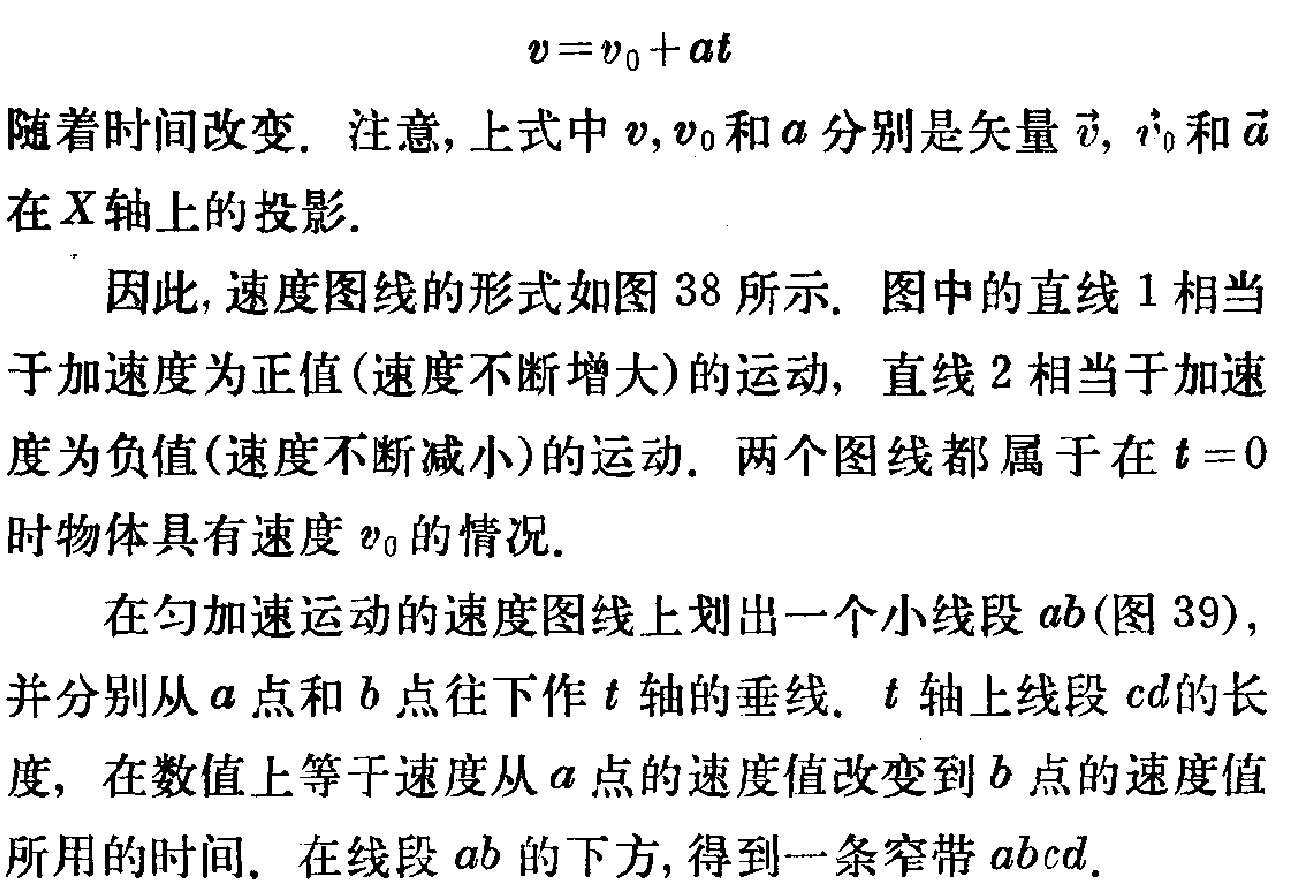 v=v₀+at
随着时间改变. 注意, 上式中 v, v₀和 a 分别是矢量 v⃗, v⃗₀和 a⃗
在 X 轴上的投影.
因此, 速度图线的形式如图 38 所示. 图中的直线 1 相当
于加速度为正值(速度不断增大)的运动, 直线 2 相当于加速
度为负值(速度不断减小)的运动. 两个图线都属于在 t=0
时物体具有速度 v₀的情况.
在匀加速运动的速度图线上划出一个小线段 ab(图 39),
并分别从 a 点和 b 点往下作 t 轴的垂线. t 轴上线段 cd的长
度, 在数值上等于速度从 a 点的速度值改变到 b 点的速度值
所用的时间. 在线段 ab 的下方, 得到一条窄带 abcd.